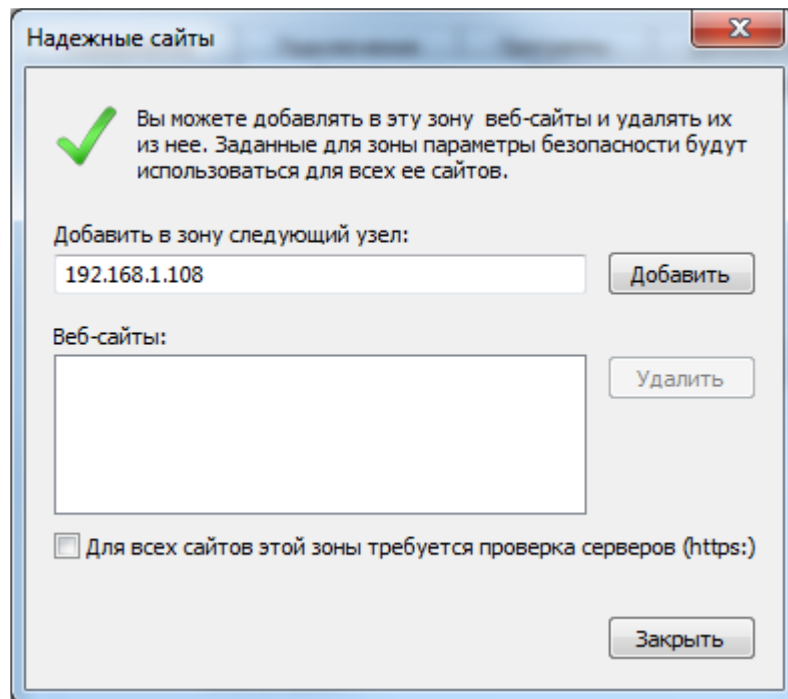 Надежные сайты
Вы можете добавлять в эту зону веб-сайты и удалять их
из нее. Заданные для зоны параметры безопасности будут
использоваться для всех ее сайтов.
Добавить в зону следующий узел:
192.168.1.108
Добавить
Веб-сайты:
Удалить
Для всех сайтов этой зоны требуется проверка серверов (https:)
Закрыть